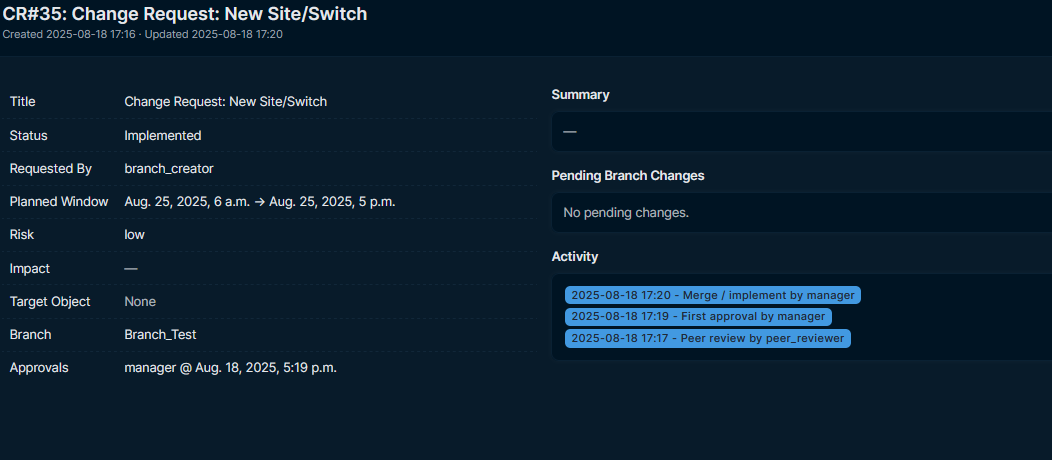 CR#35: Change Request: New Site/Switch
Created 2025-08-18 17:16 · Updated 2025-08-18 17:20
Title Change Request: New Site/Switch
Status Implemented
Requested By branch_creator
Planned Window Aug. 25, 2025, 6 a.m. → Aug. 25, 2025, 5 p.m.
Risk low
Impact —
Target Object None
Branch Branch_Test
Approvals manager @ Aug. 18, 2025, 5:19 p.m.
Summary
—
Pending Branch Changes
No pending changes.
Activity
2025-08-18 17:20 - Merge / implement by manager
2025-08-18 17:19 - First approval by manager
2025-08-18 17:17 - Peer review by peer_reviewer